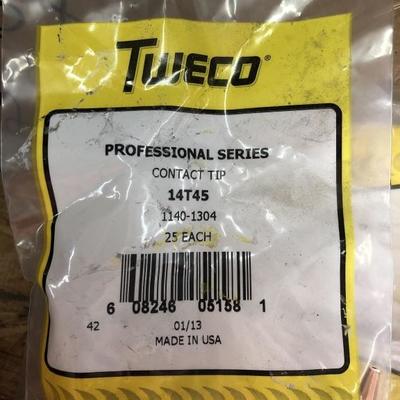 TWECO®
PROFESSIONAL SERIES
CONTACT TIP
14T45
1140-1304
25 EACH
6 08246 05158 1
42 01/13
MADE IN USA